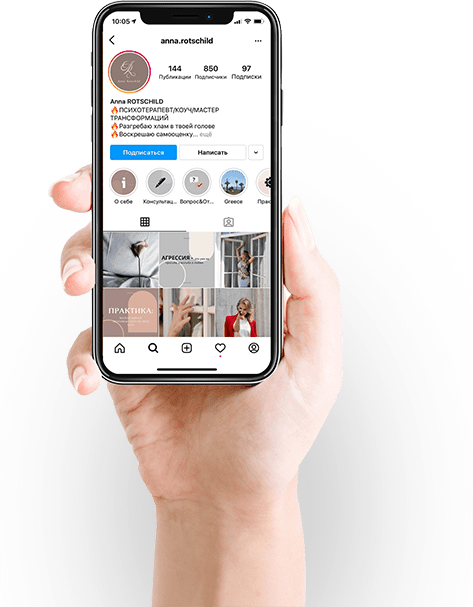 10:05
anna.rotschild
144
850
97
Публикации
Подписчики
Подписки
Anna ROTSCHILD
🔥ПСИХОТЕРАПЕВТ/КОУЧ/МАСТЕР
ТРАНСФОРМАЦИЙ
🔥Разгребаю хлам в твоей голове
🔥Воскрешаю самооценку... ещё
Подписаться
Написать
О себе
Консультац...
Вопрос&От...
Greece
Прак
АГРЕССИЯ
ПРАКТИКА: